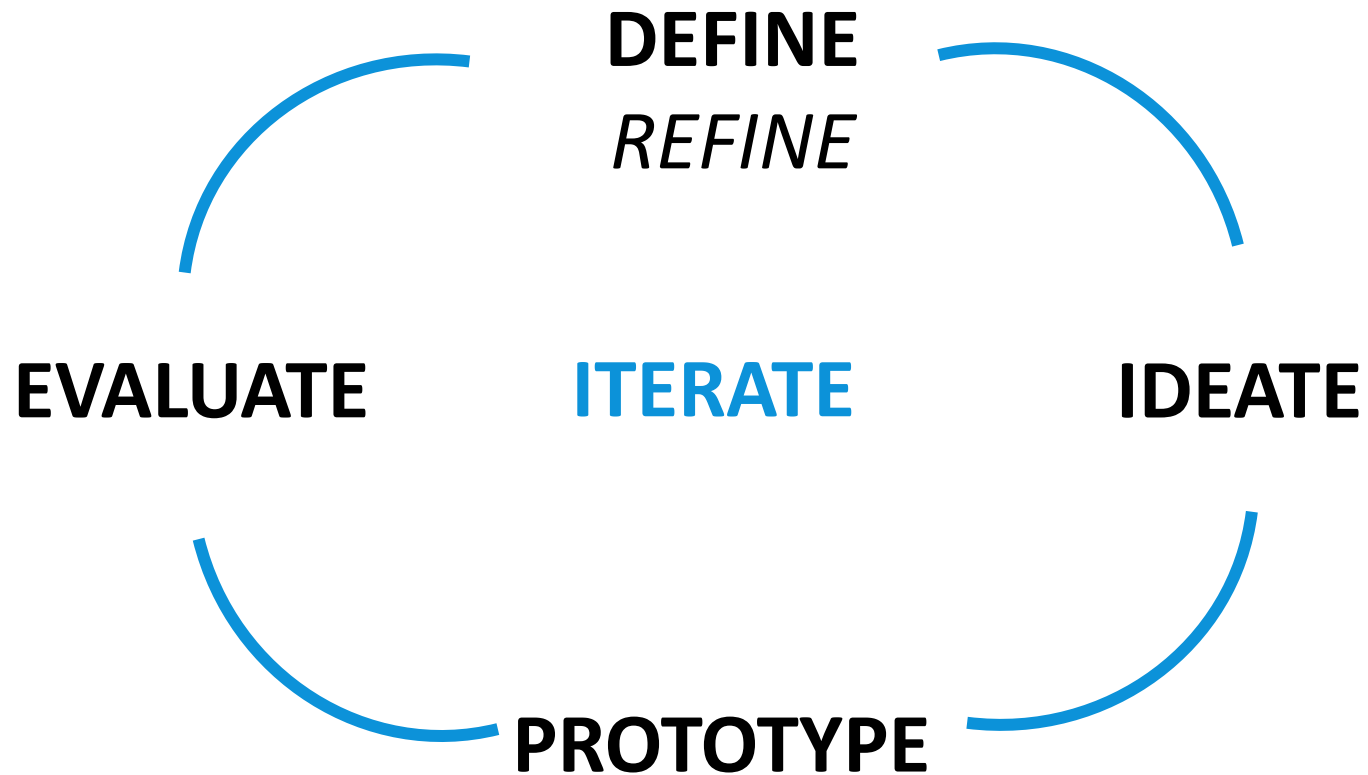 DEFINE
REFINE
EVALUATE
ITERATE
IDEATE
PROTOTYPE